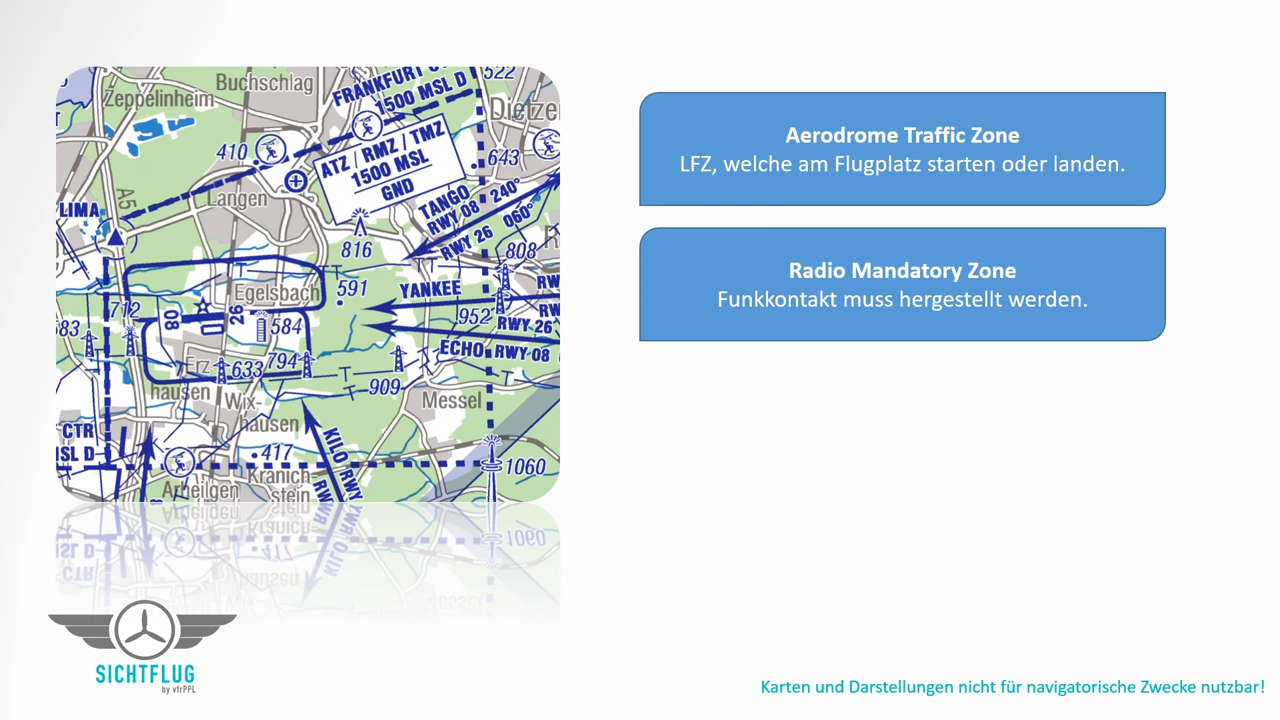 Buchschlag
Zeppelinheim
FRANKFURT
1500 MSL D
522
410
ATZ / RMZ / TMZ
1500 MSL
GND
643
A5
Langen
LIMA
TANGO
RWY 08
240°
RWY 26
060°
816
808
Egelsbach
591
YANKEE
RW
712
08
26
584
952
RWY 26
83
ECHO
RWY 08
Erz
hausen
633
794
909
Wix-
hausen
Messel
CTR
MSL D
KILO RWY
417
Kranich
stein
Arheilgen
1060
Aerodrome Traffic Zone
LFZ, welche am Flugplatz starten oder landen.
Radio Mandatory Zone
Funkkontakt muss hergestellt werden.
SICHTFLUG
by vfrPPL
Karten und Darstellungen nicht für navigatorische Zwecke nutzbar!